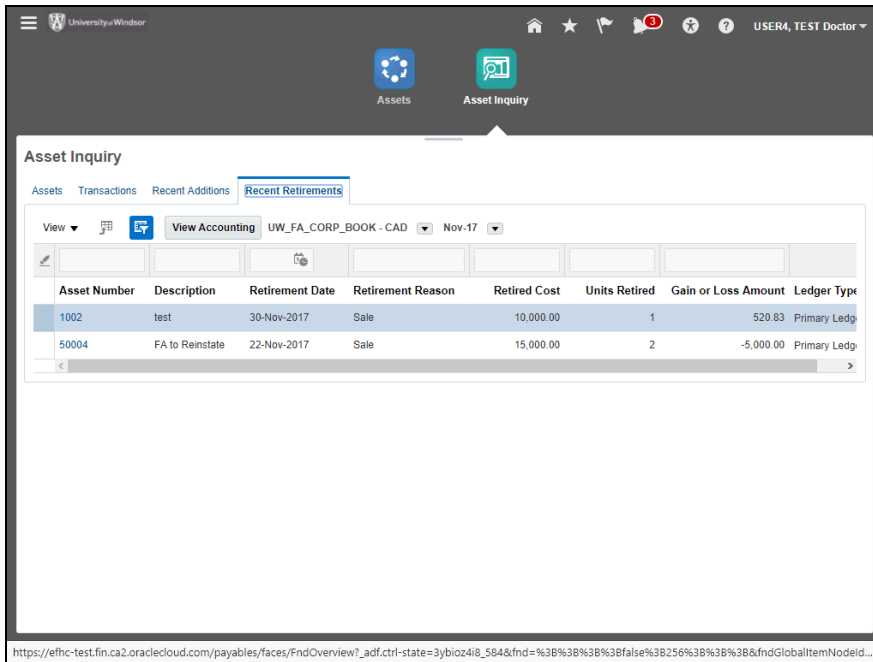 University of Windsor
3
USER4, TEST Doctor
Assets
Asset Inquiry
Asset Inquiry
Assets Transactions Recent Additions Recent Retirements
View View Accounting UW_FA_CORP_BOOK - CAD Nov-17
Asset Number Description Retirement Date Retirement Reason Retired Cost Units Retired Gain or Loss Amount Ledger Type
1002 test 30-Nov-2017 Sale 10,000.00 1 520.83 Primary Ledg
50004 FA to Reinstate 22-Nov-2017 Sale 15,000.00 2 -5,000.00 Primary Ledg
https://efhc-test.fin.ca2.oraclecloud.com/payables/faces/FndOverview?_adf.ctrl-state=3ybioz4i8_584&fnd=%3B%3B%3B%3Bfalse%3B256%3B%3B%3B&fndGlobalItemNodeId...